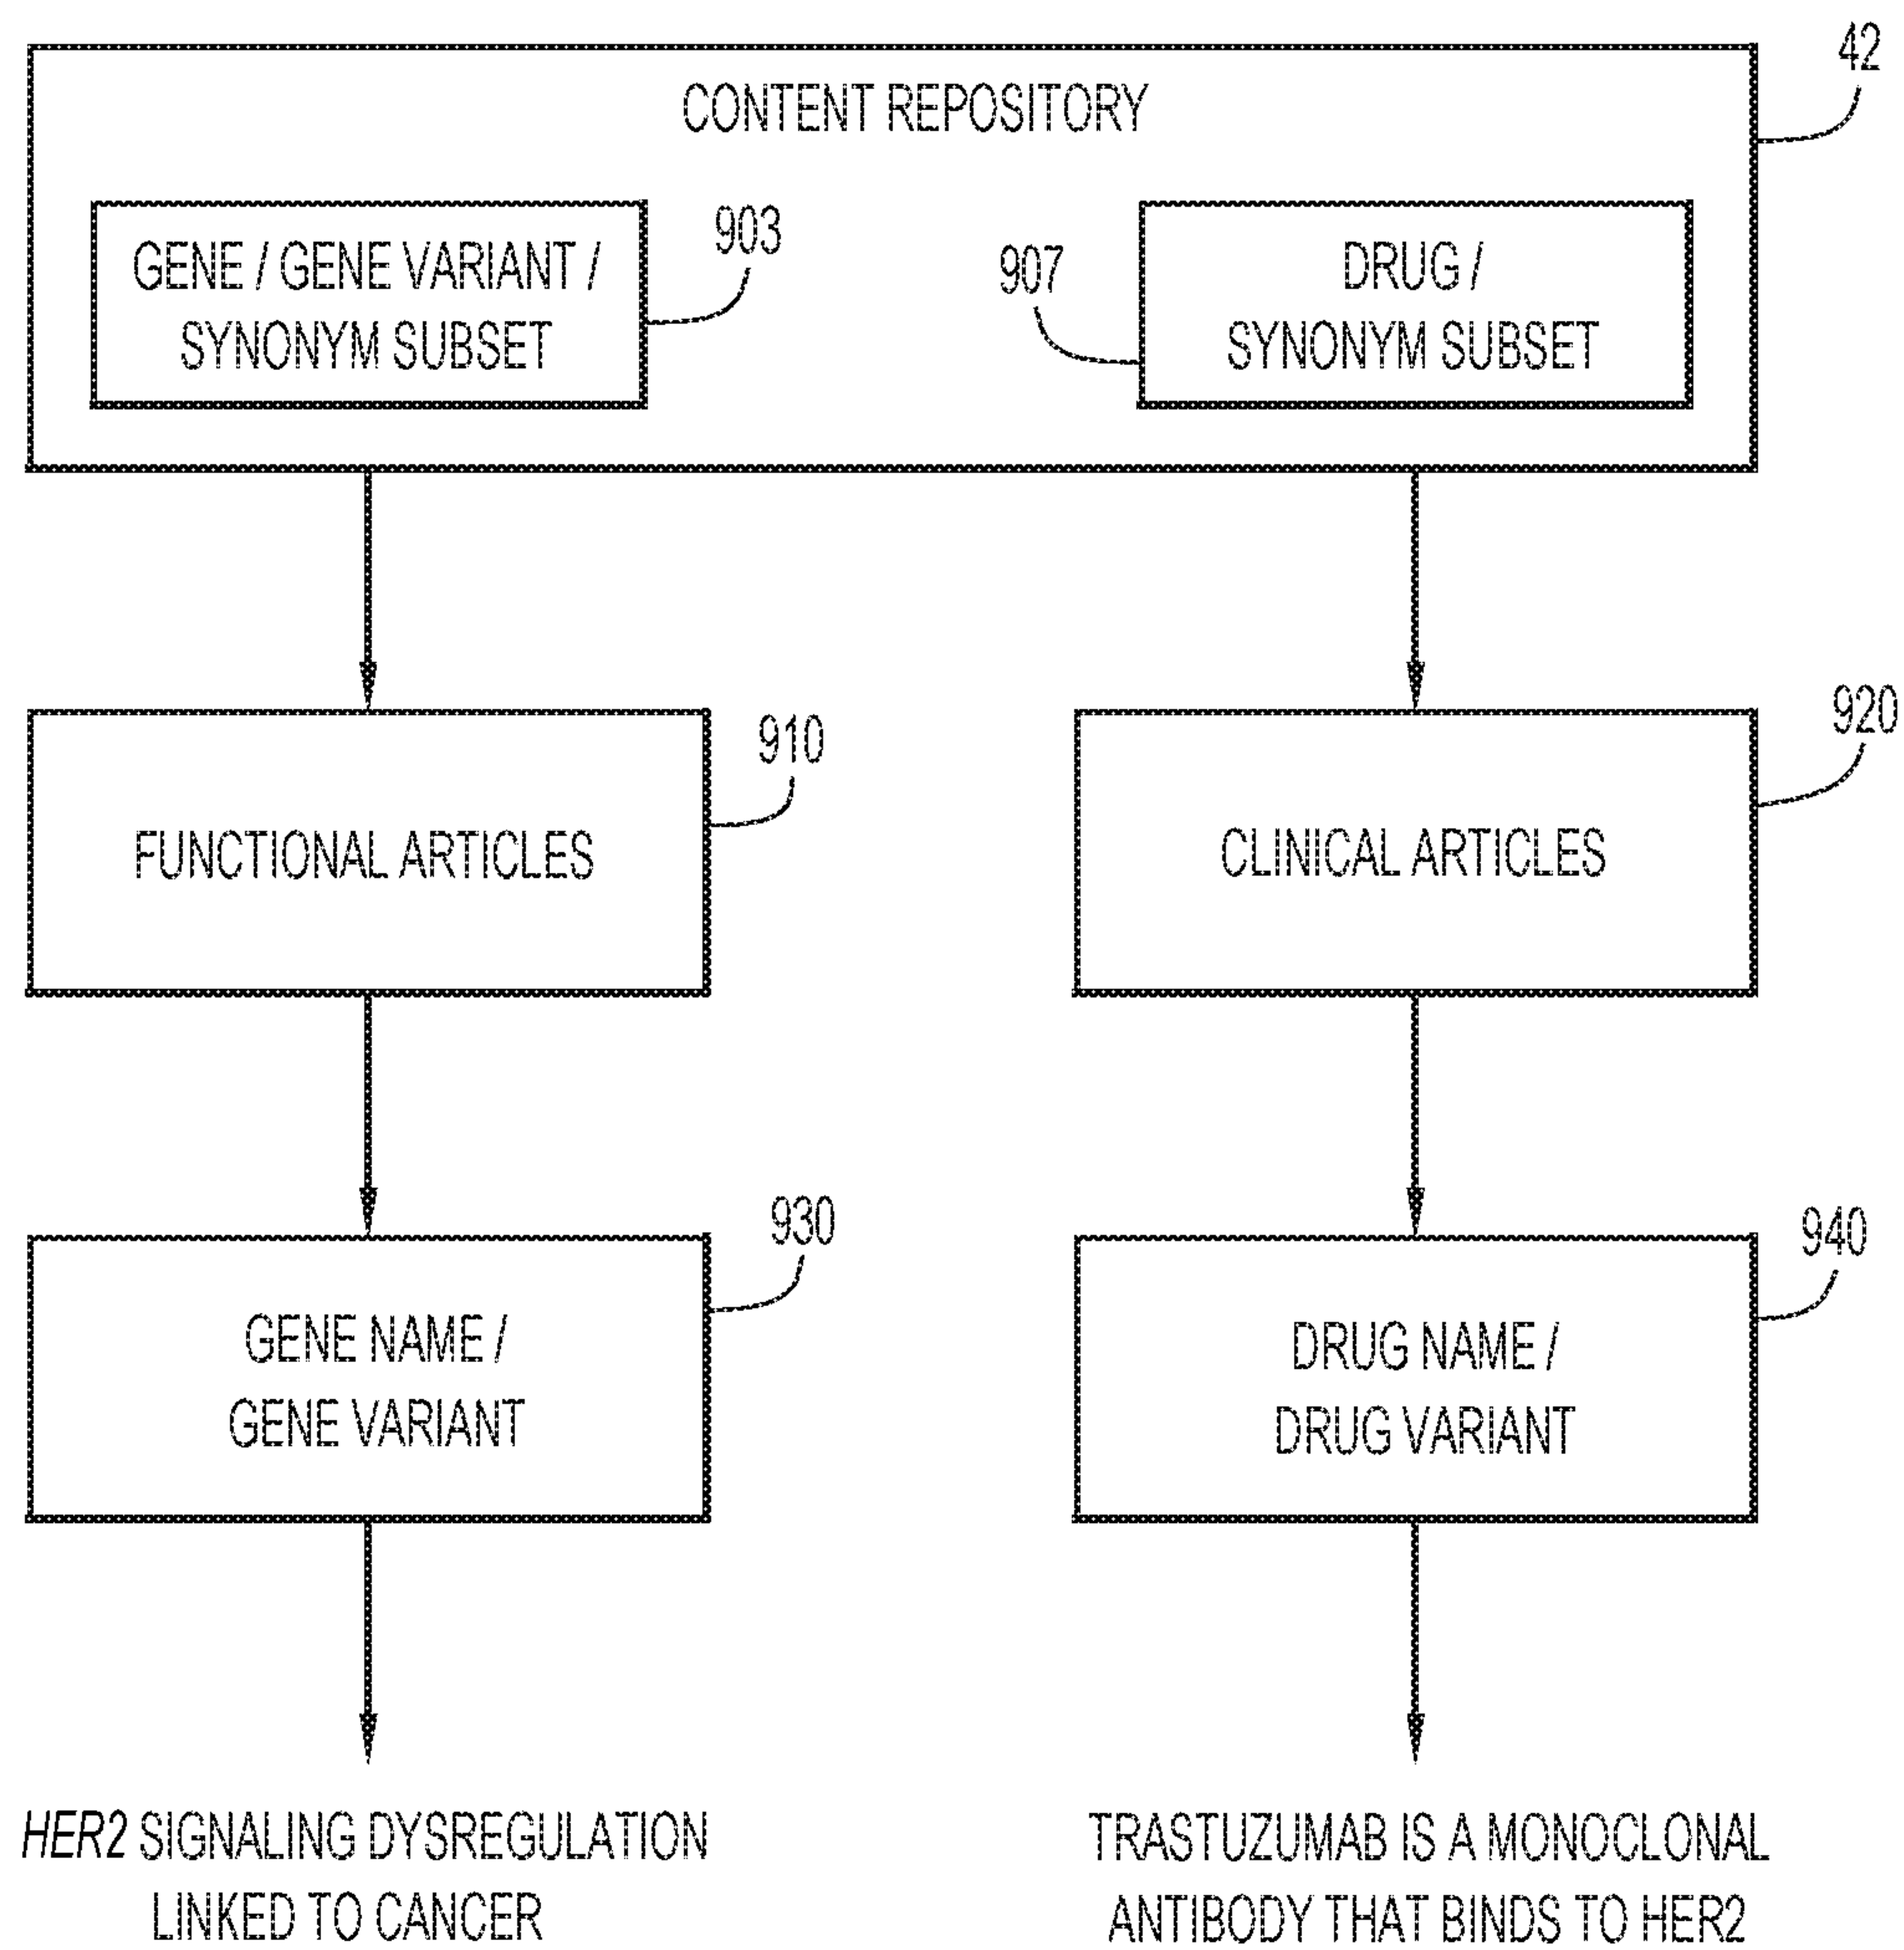 42
CONTENT REPOSITORY
903
GENE / GENE VARIANT /
SYNONYM SUBSET
907
DRUG /
SYNONYM SUBSET
910
FUNCTIONAL ARTICLES
920
CLINICAL ARTICLES
930
GENE NAME /
GENE VARIANT
940
DRUG NAME /
DRUG VARIANT
HER2 SIGNALING DYSREGULATION
LINKED TO CANCER
TRASTUZUMAB IS A MONOCLONAL
ANTIBODY THAT BINDS TO HER2